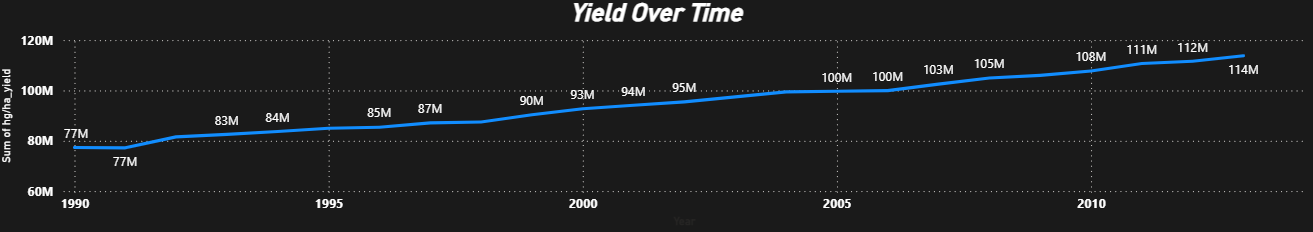 Yield Over Time
Sum of hg/ha_yield
120M
100M
80M
60M
77M
77M
83M
84M
85M
87M
90M
93M
94M
95M
100M
100M
103M
105M
108M
111M
112M
114M
1990
1995
2000
2005
2010
Year